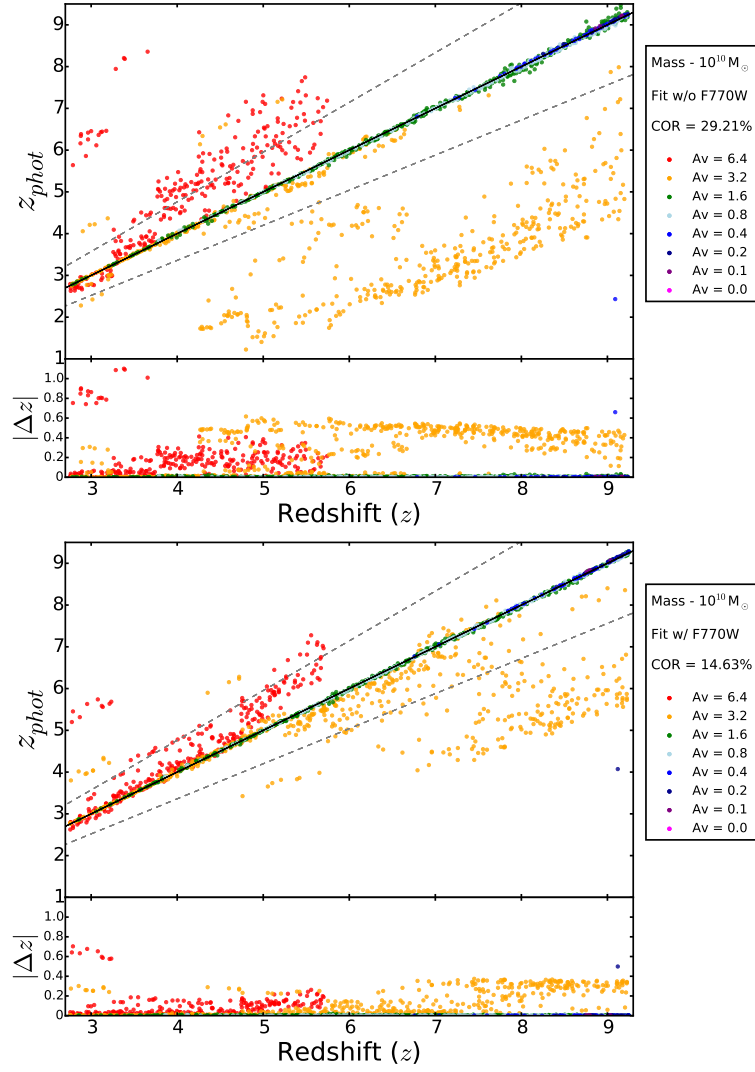 9
8
7
6
5
4
3
2
1
z_phot
Mass - 10^10 M_⊙
Fit w/o F770W
COR = 29.21%
Av = 6.4
Av = 3.2
Av = 1.6
Av = 0.8
Av = 0.4
Av = 0.2
Av = 0.1
Av = 0.0
1.0
0.8
0.6
0.4
0.2
0
|Δz|
3 4 5 6 7 8 9
Redshift (z)
9
8
7
6
5
4
3
2
1
z_phot
Mass - 10^10 M_⊙
Fit w/ F770W
COR = 14.63%
Av = 6.4
Av = 3.2
Av = 1.6
Av = 0.8
Av = 0.4
Av = 0.2
Av = 0.1
Av = 0.0
1.0
0.8
0.6
0.4
0.2
0
|Δz|
3 4 5 6 7 8 9
Redshift (z)